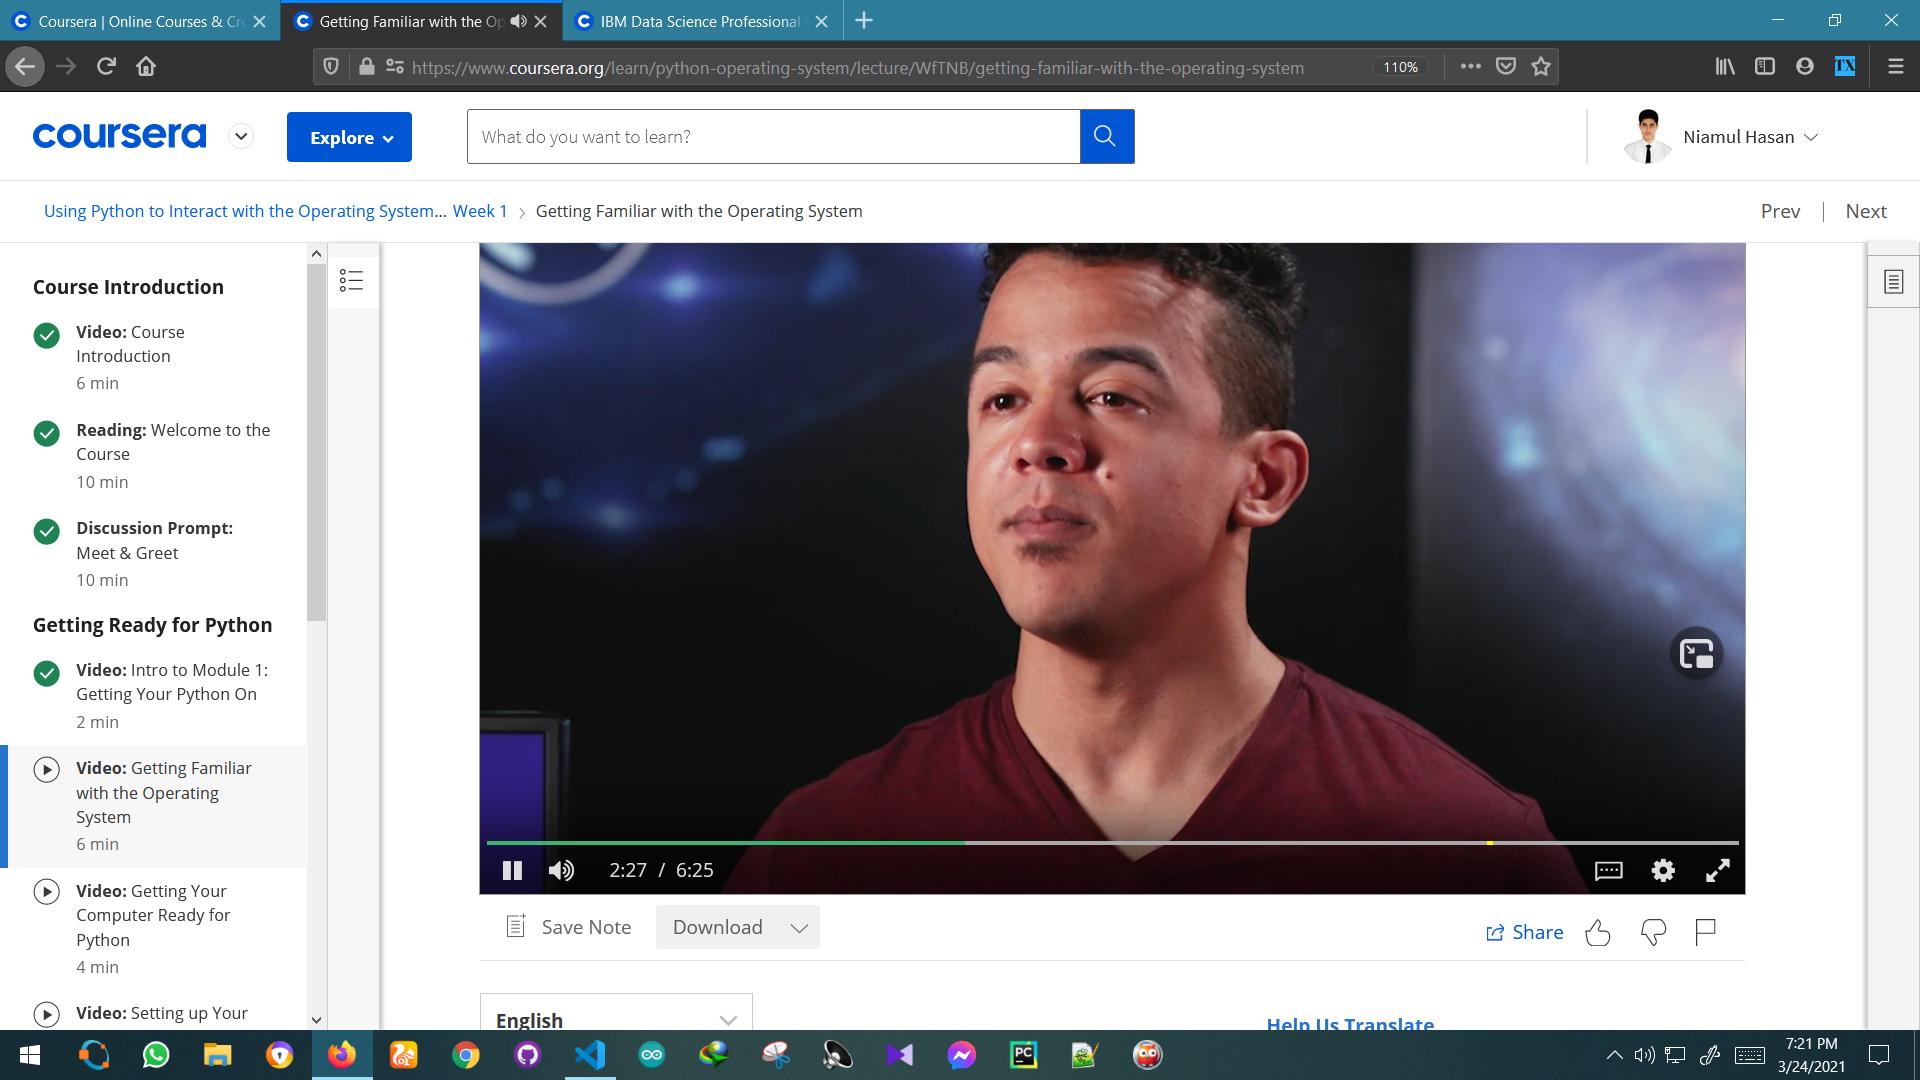 Coursera | Online Courses & Cre
Getting Familiar with the Op
IBM Data Science Professional
https://www.coursera.org/learn/python-operating-system/lecture/WfTNB/getting-familiar-with-the-operating-system
110%
TX
coursera
Explore
What do you want to learn?
Niamul Hasan
Using Python to Interact with the Operating System... Week 1 > Getting Familiar with the Operating System
Prev | Next
Course Introduction
Video: Course
Introduction
6 min
Reading: Welcome to the
Course
10 min
Discussion Prompt:
Meet & Greet
10 min
Getting Ready for Python
Video: Intro to Module 1:
Getting Your Python On
2 min
Video: Getting Familiar
with the Operating
System
6 min
Video: Getting Your
Computer Ready for
Python
4 min
Video: Setting up Your
2:27 / 6:25
Save Note
Download
Share
English
Help Us Translate
PC
7:21 PM
3/24/2021